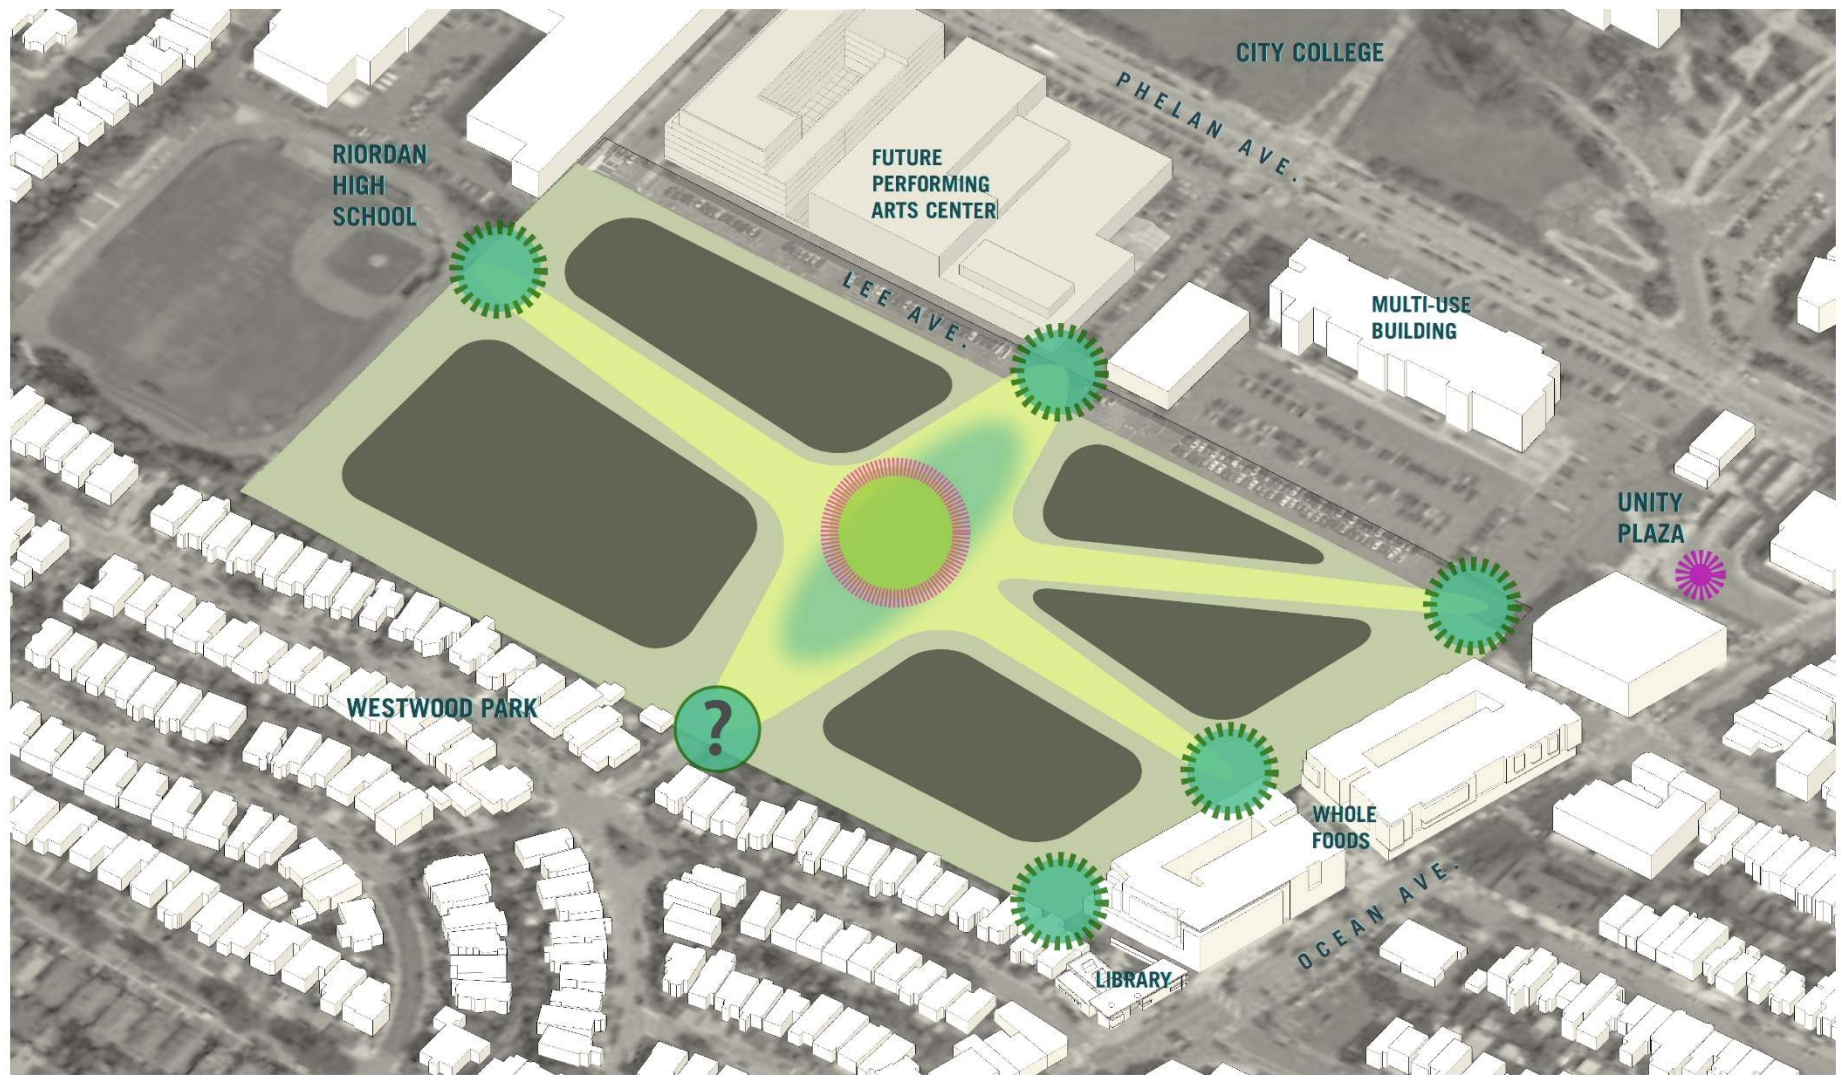 CITY COLLEGE
PHELAN AVE.
RIORDAN
HIGH
SCHOOL
FUTURE
PERFORMING
ARTS CENTER
LEE AVE.
MULTI-USE
BUILDING
UNITY
PLAZA
WESTWOOD PARK
?
WHOLE
FOODS
OCEAN AVE.
LIBRARY